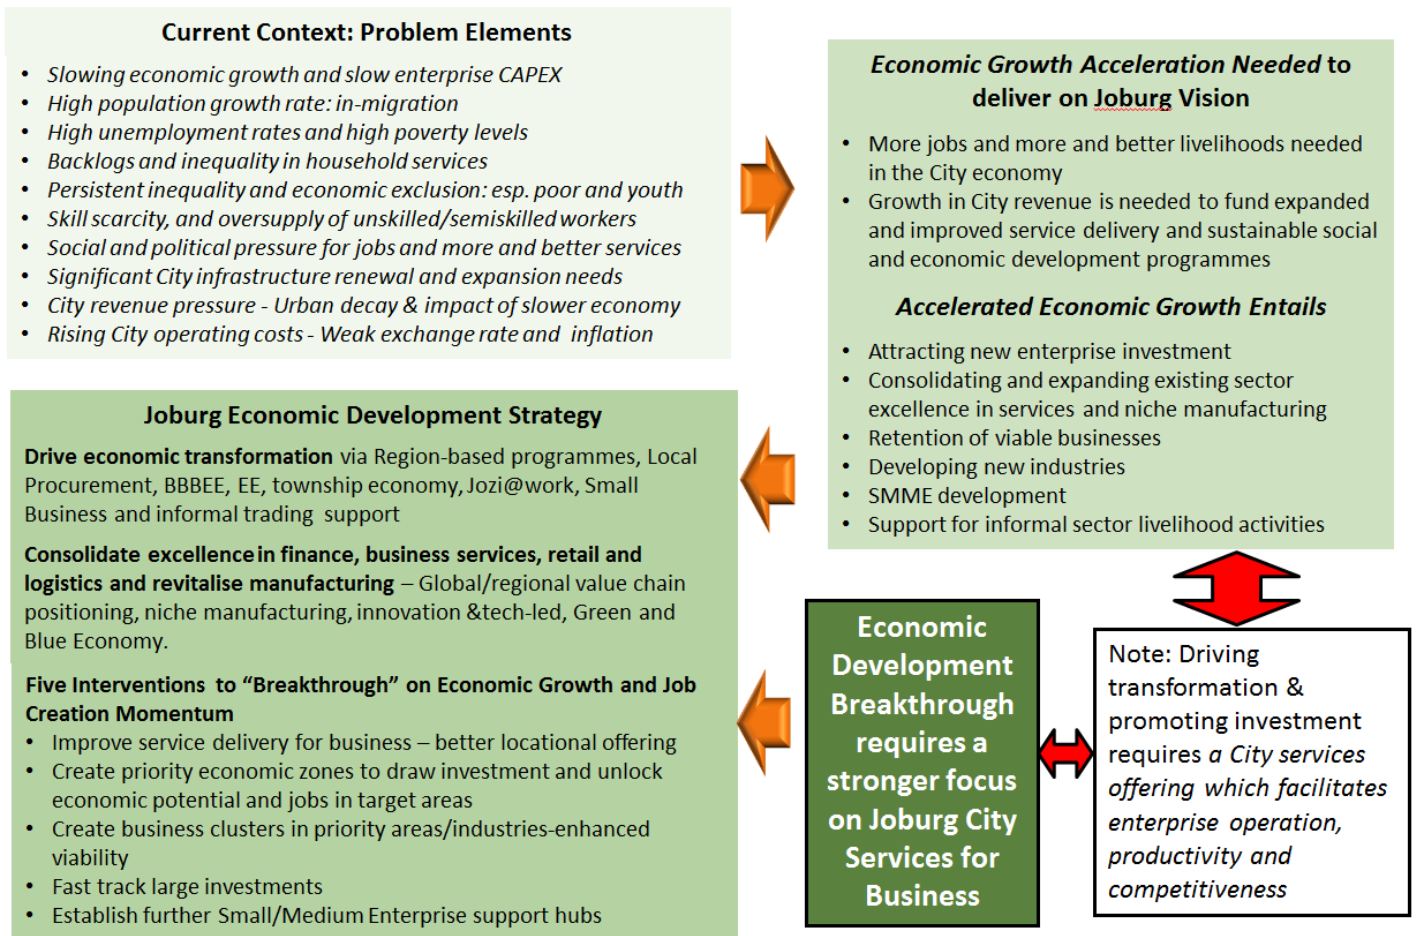 Current Context: Problem Elements
• Slowing economic growth and slow enterprise CAPEX
• High population growth rate: in-migration
• High unemployment rates and high poverty levels
• Backlogs and inequality in household services
• Persistent inequality and economic exclusion: esp. poor and youth
• Skill scarcity, and oversupply of unskilled/semiskilled workers
• Social and political pressure for jobs and more and better services
• Significant City infrastructure renewal and expansion needs
• City revenue pressure - Urban decay & impact of slower economy
• Rising City operating costs - Weak exchange rate and inflation
Economic Growth Acceleration Needed to
deliver on Joburg Vision
• More jobs and more and better livelihoods needed
in the City economy
• Growth in City revenue is needed to fund expanded
and improved service delivery and sustainable social
and economic development programmes
Accelerated Economic Growth Entails
• Attracting new enterprise investment
• Consolidating and expanding existing sector
excellence in services and niche manufacturing
• Retention of viable businesses
• Developing new industries
• SMME development
• Support for informal sector livelihood activities
Joburg Economic Development Strategy
Drive economic transformation via Region-based programmes, Local
Procurement, BBBEE, EE, township economy, Jozi@work, Small
Business and informal trading support
Consolidate excellence in finance, business services, retail and
logistics and revitalise manufacturing – Global/regional value chain
positioning, niche manufacturing, innovation &tech-led, Green and
Blue Economy.
Five Interventions to “Breakthrough” on Economic Growth and Job
Creation Momentum
• Improve service delivery for business – better locational offering
• Create priority economic zones to draw investment and unlock
economic potential and jobs in target areas
• Create business clusters in priority areas/industries-enhanced
viability
• Fast track large investments
• Establish further Small/Medium Enterprise support hubs
Economic
Development
Breakthrough
requires a
stronger focus
on Joburg City
Services for
Business
Note: Driving
transformation &
promoting investment
requires a City services
offering which facilitates
enterprise operation,
productivity and
competitiveness